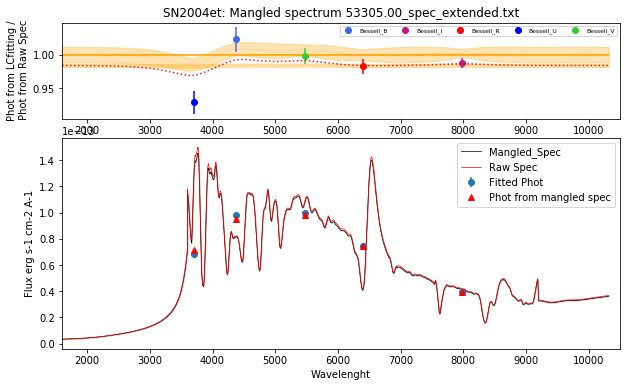 SN2004et: Mangled spectrum 53305.00_spec_extended.txt
Phot from LCfitting /
Phot from Raw Spec
1.00
0.95
Bessell_B
Bessell_I
Bessell_R
Bessell_U
Bessell_V
2000 3000 4000 5000 6000 7000 8000 9000 10000
1e−13
Flux erg s-1 cm-2 A-1
1.4
1.2
1.0
0.8
0.6
0.4
0.2
0.0
Mangled_Spec
Raw Spec
Fitted Phot
Phot from mangled spec
2000 3000 4000 5000 6000 7000 8000 9000 10000
Wavelenght